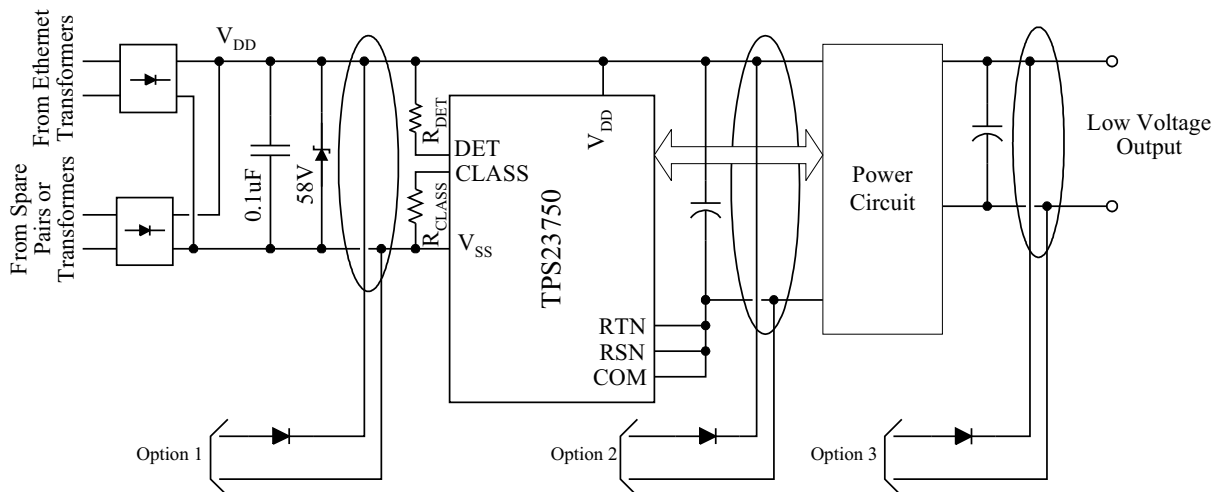 From Ethernet
Transformers
From Spare
Pairs or
Transformers
V_DD
0.1uF
58V
R_DET
R_CLASS
DET
CLASS
V_SS
V_DD
TPS23750
RTN
RSN
COM
Power
Circuit
Low Voltage
Output
Option 1
Option 2
Option 3